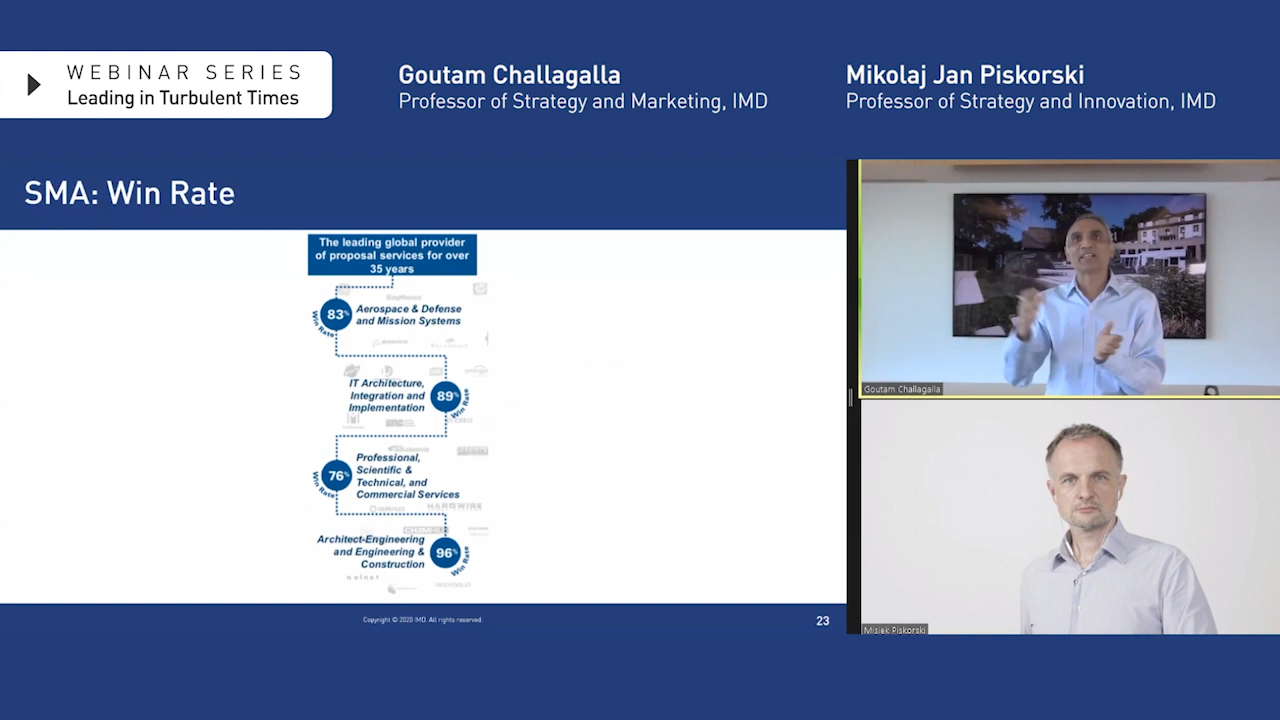 WEBINAR SERIES
Leading in Turbulent Times
Goutam Challagalla
Professor of Strategy and Marketing, IMD
Mikolaj Jan Piskorski
Professor of Strategy and Innovation, IMD
SMA: Win Rate
The leading global provider
of proposal services for over
35 years
83%
Win Rate
Aerospace & Defense
and Mission Systems
IT Architecture,
Integration and
Implementation
89%
Win Rate
76%
Win Rate
Professional,
Scientific &
Technical, and
Commercial Services
HARDWIRE
Architect-Engineering
and Engineering &
Construction
96%
Win Rate
Copyright © 2020 IMD. All rights reserved.
23
Goutam Challagalla
Misiek Piskorski